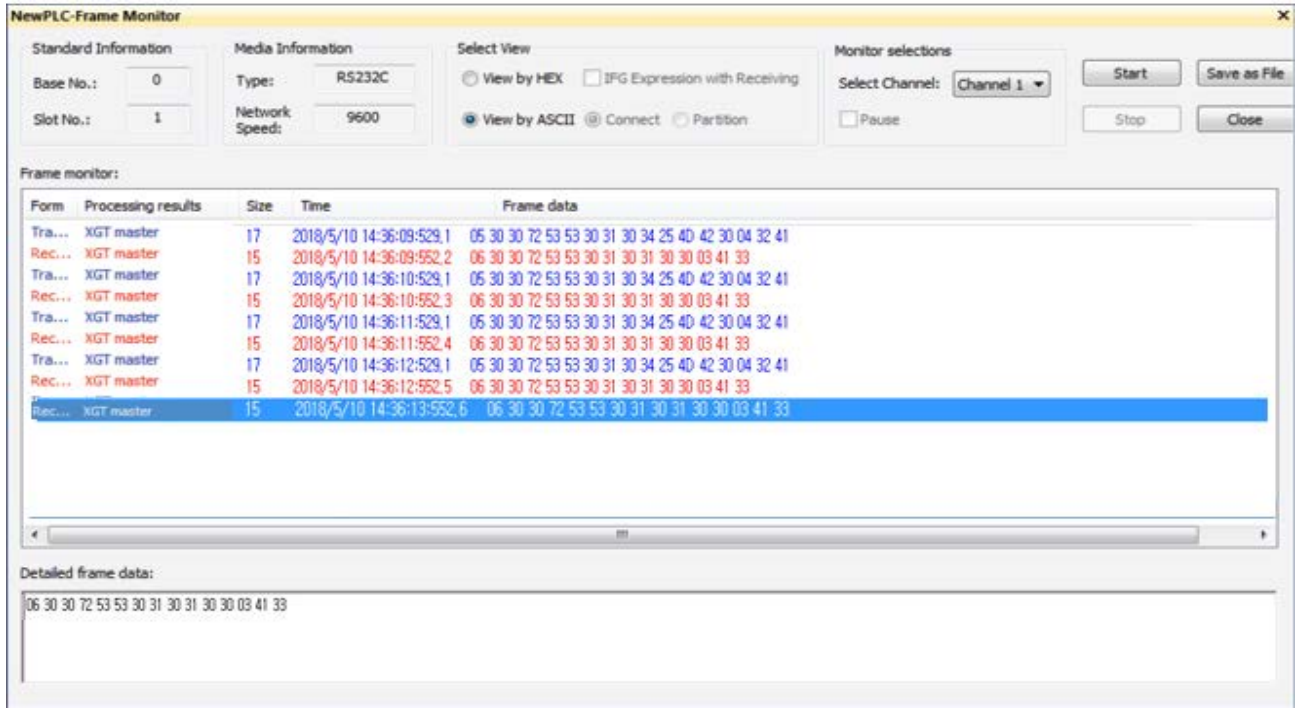 NewPLC-Frame Monitor
Standard Information
Base No.: 0
Slot No.: 1
Media Information
Type: RS232C
Network Speed: 9600
Select View
View by HEX IFG Expression with Receiving
View by ASCII Connect Partition
Monitor selections
Select Channel: Channel 1
Pause
Start Save as File
Stop Close
Frame monitor:
Form Processing results Size Time Frame data
Tra... XGT master 17 2018/5/10 14:36:09:529,1 05 30 30 72 53 53 30 31 30 34 25 4D 42 30 04 32 41
Rec... XGT master 15 2018/5/10 14:36:09:552,2 06 30 30 72 53 53 30 31 30 31 30 30 03 41 33
Tra... XGT master 17 2018/5/10 14:36:10:529,1 05 30 30 72 53 53 30 31 30 34 25 4D 42 30 04 32 41
Rec... XGT master 15 2018/5/10 14:36:10:552,3 06 30 30 72 53 53 30 31 30 31 30 30 03 41 33
Tra... XGT master 17 2018/5/10 14:36:11:529,1 05 30 30 72 53 53 30 31 30 34 25 4D 42 30 04 32 41
Rec... XGT master 15 2018/5/10 14:36:11:552,4 06 30 30 72 53 53 30 31 30 31 30 30 03 41 33
Tra... XGT master 17 2018/5/10 14:36:12:529,1 05 30 30 72 53 53 30 31 30 34 25 4D 42 30 04 32 41
Rec... XGT master 15 2018/5/10 14:36:12:552,5 06 30 30 72 53 53 30 31 30 31 30 30 03 41 33
Rec... XGT master 15 2018/5/10 14:36:13:552,6 06 30 30 72 53 53 30 31 30 31 30 30 03 41 33
Detailed frame data:
06 30 30 72 53 53 30 31 30 31 30 30 03 41 33